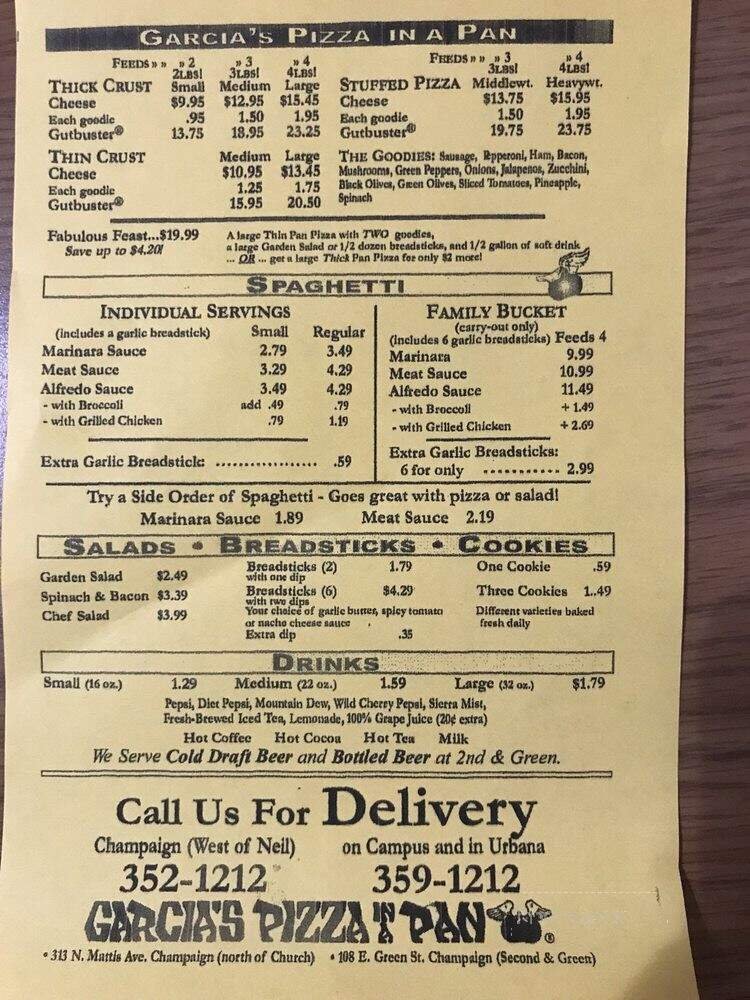 GARCIA'S PIZZA IN A PAN
FEEDS » » » 2 » 3 » 4
2LBS! 3LBS! 4LBS!
THICK CRUST Small Medium Large
Cheese $9.95 $12.95 $15.45
Each goodie .95 1.50 1.95
Gutbuster® 13.75 18.95 23.25
THIN CRUST Medium Large
Cheese $10.95 $13.45
Each goodie 1.25 1.75
Gutbuster® 15.95 20.50
FEEDS » » » 3 » 4
3LBS! 4LBS!
STUFFED PIZZA Middlewt. Heavywt.
Cheese $13.75 $15.95
Each goodie 1.50 1.95
Gutbuster® 19.75 23.75
THE GOODIES: Sausage, Pepperoni, Ham, Bacon,
Mushrooms, Green Peppers, Onions, Jalapenos, Zucchini,
Black Olives, Green Olives, Sliced Tomatoes, Pineapple,
Spinach
Fabulous Feast...$19.99
Save up to $4.20!
A large Thin Pan Pizza with TWO goodies,
a large Garden Salad or 1/2 dozen breadsticks, and 1/2 gallon of soft drink
... OR ... get a large Thick Pan Pizza for only $2 more!
SPAGHETTI
INDIVIDUAL SERVINGS
(includes a garlic breadstick) Small Regular
Marinara Sauce 2.79 3.49
Meat Sauce 3.29 4.29
Alfredo Sauce 3.49 4.29
- with Broccoli add .49 .79
- with Grilled Chicken .79 1.19
Extra Garlic Breadstick: .................. .59
FAMILY BUCKET
(carry-out only)
(includes 6 garlic breadsticks) Feeds 4
Marinara 9.99
Meat Sauce 10.99
Alfredo Sauce 11.49
- with Broccoli + 1.49
- with Grilled Chicken + 2.69
Extra Garlic Breadsticks:
6 for only ............ 2.99
Try a Side Order of Spaghetti - Goes great with pizza or salad!
Marinara Sauce 1.89 Meat Sauce 2.19
SALADS • BREADSTICKS • COOKIES
Garden Salad $2.49
Spinach & Bacon $3.39
Chef Salad $3.99
Breadsticks (2) 1.79
with one dip
Breadsticks (6) $4.29
with two dips
Your choice of garlic butter, spicy tomato
or nacho cheese sauce
Extra dip .35
One Cookie .59
Three Cookies 1..49
Different varieties baked
fresh daily
DRINKS
Small (16 oz.) 1.29 Medium (22 oz.) 1.59 Large (32 oz.) $1.79
Pepsi, Diet Pepsi, Mountain Dew, Wild Cherry Pepsi, Sierra Mist,
Fresh-Brewed Iced Tea, Lemonade, 100% Grape Juice (20¢ extra)
Hot Coffee Hot Cocoa Hot Tea Milk
We Serve Cold Draft Beer and Bottled Beer at 2nd & Green.
Call Us For Delivery
Champaign (West of Neil) on Campus and in Urbana
352-1212 359-1212
GARCIA'S PIZZA IN A PAN ®
• 313 N. Mattis Ave. Champaign (north of Church) • 108 E. Green St. Champaign (Second & Green)